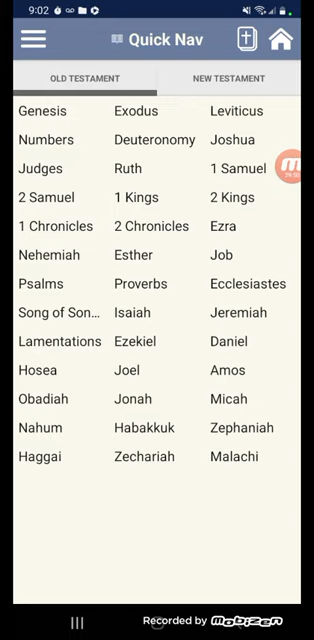 9:02
Quick Nav
OLD TESTAMENT NEW TESTAMENT
Genesis Exodus Leviticus
Numbers Deuteronomy Joshua
Judges Ruth 1 Samuel
2 Samuel 1 Kings 2 Kings
1 Chronicles 2 Chronicles Ezra
Nehemiah Esther Job
Psalms Proverbs Ecclesiastes
Song of Son... Isaiah Jeremiah
Lamentations Ezekiel Daniel
Hosea Joel Amos
Obadiah Jonah Micah
Nahum Habakkuk Zephaniah
Haggai Zechariah Malachi
Recorded by mobizen